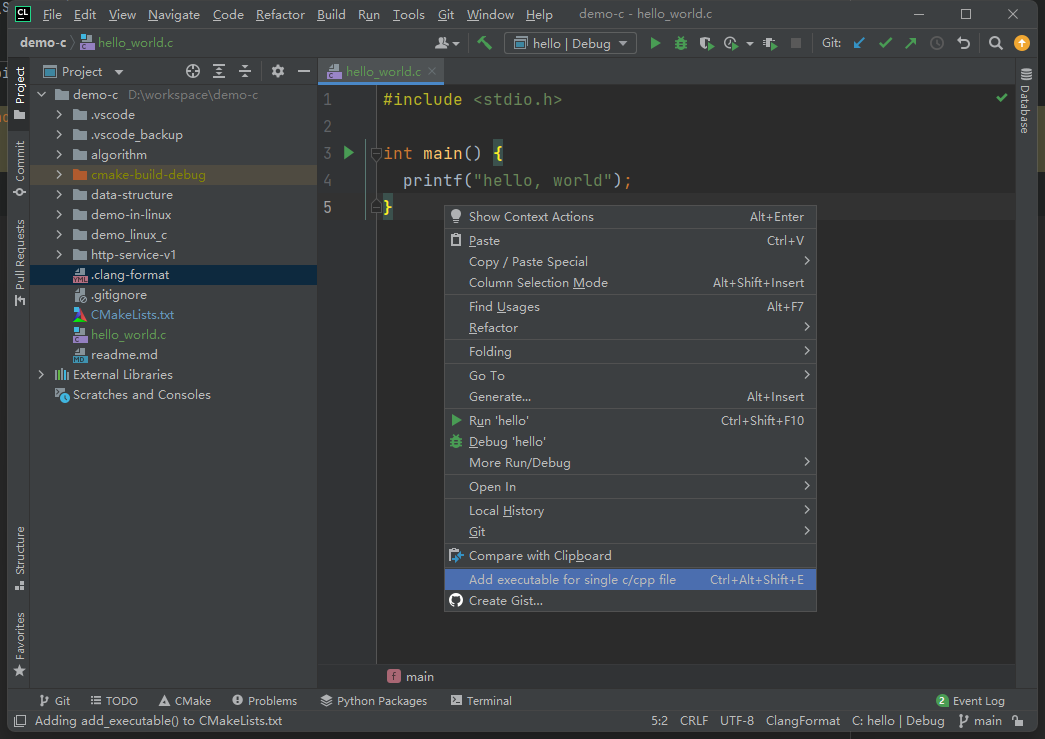 CL File Edit View Navigate Code Refactor Build Run Tools Git Window Help demo-c - hello_world.c
demo-c hello_world.c
hello | Debug
Git:
Project
hello_world.c
Project
Commit
Pull Requests
Structure
Favorites
Database
demo-c D:\workspace\demo-c
.vscode
.vscode_backup
algorithm
cmake-build-debug
data-structure
demo-in-linux
demo_linux_c
http-service-v1
.clang-format
.gitignore
CMakeLists.txt
hello_world.c
readme.md
External Libraries
Scratches and Consoles
1 #include <stdio.h>
2
3 int main() {
4 printf("hello, world");
5 }
Show Context Actions Alt+Enter
Paste Ctrl+V
Copy / Paste Special
Column Selection Mode Alt+Shift+Insert
Find Usages Alt+F7
Refactor
Folding
Go To
Generate... Alt+Insert
Run 'hello' Ctrl+Shift+F10
Debug 'hello'
More Run/Debug
Open In
Local History
Git
Compare with Clipboard
Add executable for single c/cpp file Ctrl+Alt+Shift+E
Create Gist...
f main
Git TODO CMake Problems Python Packages Terminal 2 Event Log
Adding add_executable() to CMakeLists.txt 5:2 CRLF UTF-8 ClangFormat C: hello | Debug main